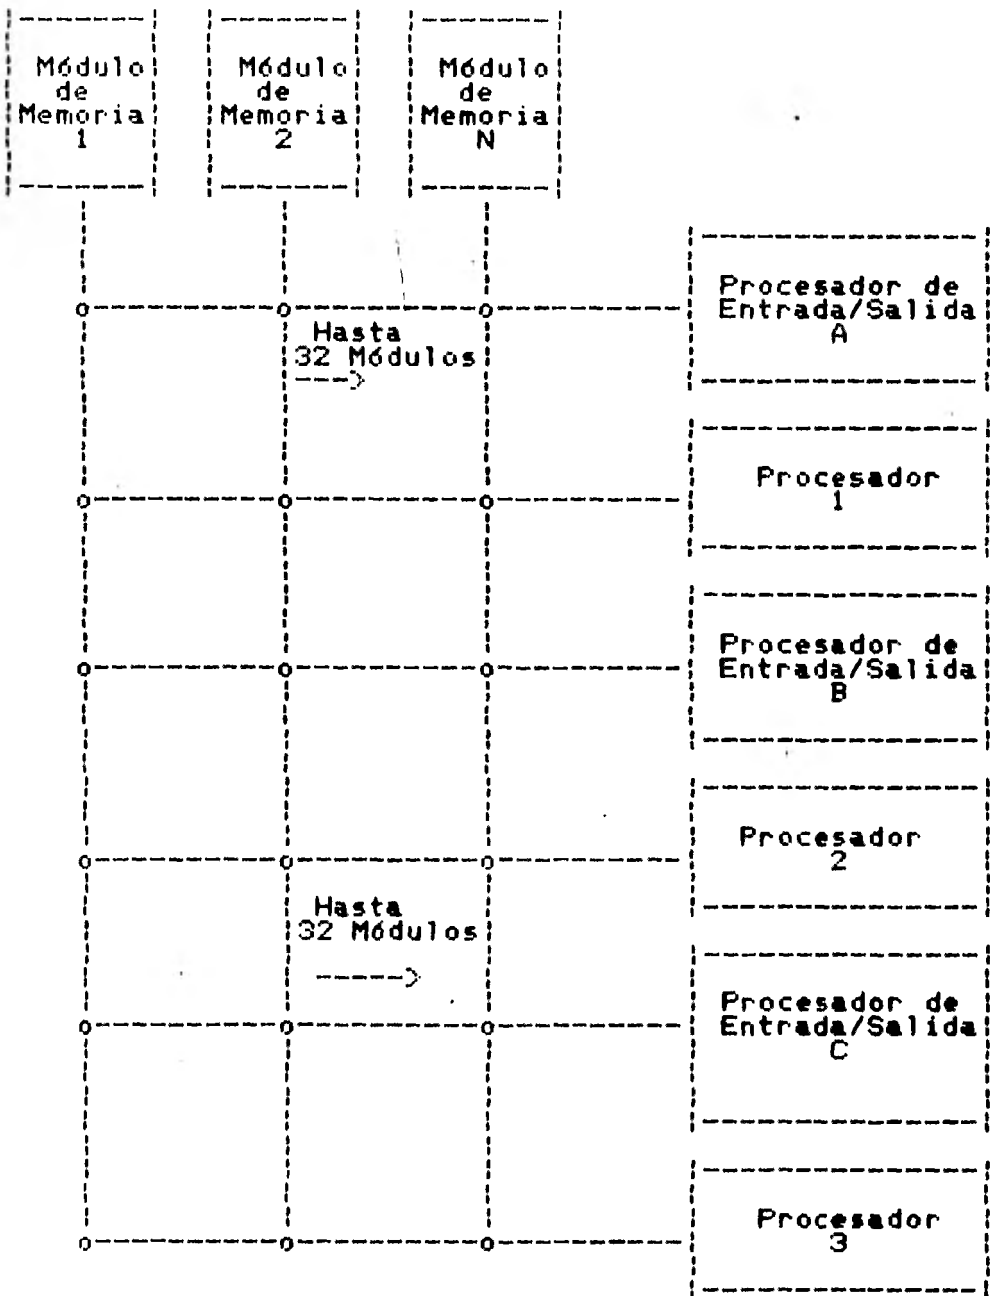 Módulo
de
Memoria
1
Módulo
de
Memoria
2
Módulo
de
Memoria
N
Procesador de
Entrada/Salida
A
Hasta
32 Módulos
Procesador
1
Procesador de
Entrada/Salida
B
Procesador
2
Hasta
32 Módulos
Procesador de
Entrada/Salida
C
Procesador
3